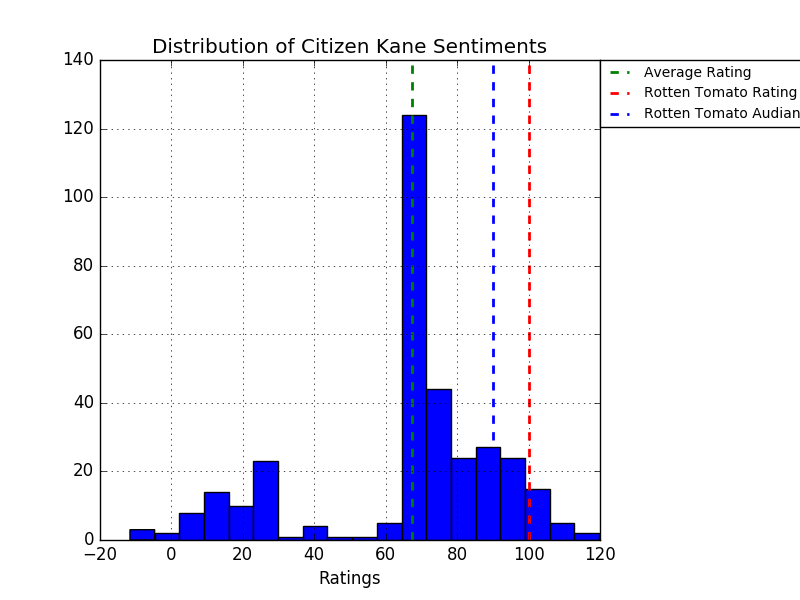 Distribution of Citizen Kane Sentiments
140
120
100
80
60
40
20
0
−20 0 20 40 60 80 100 120
Ratings
Average Rating
Rotten Tomato Rating
Rotten Tomato Audian